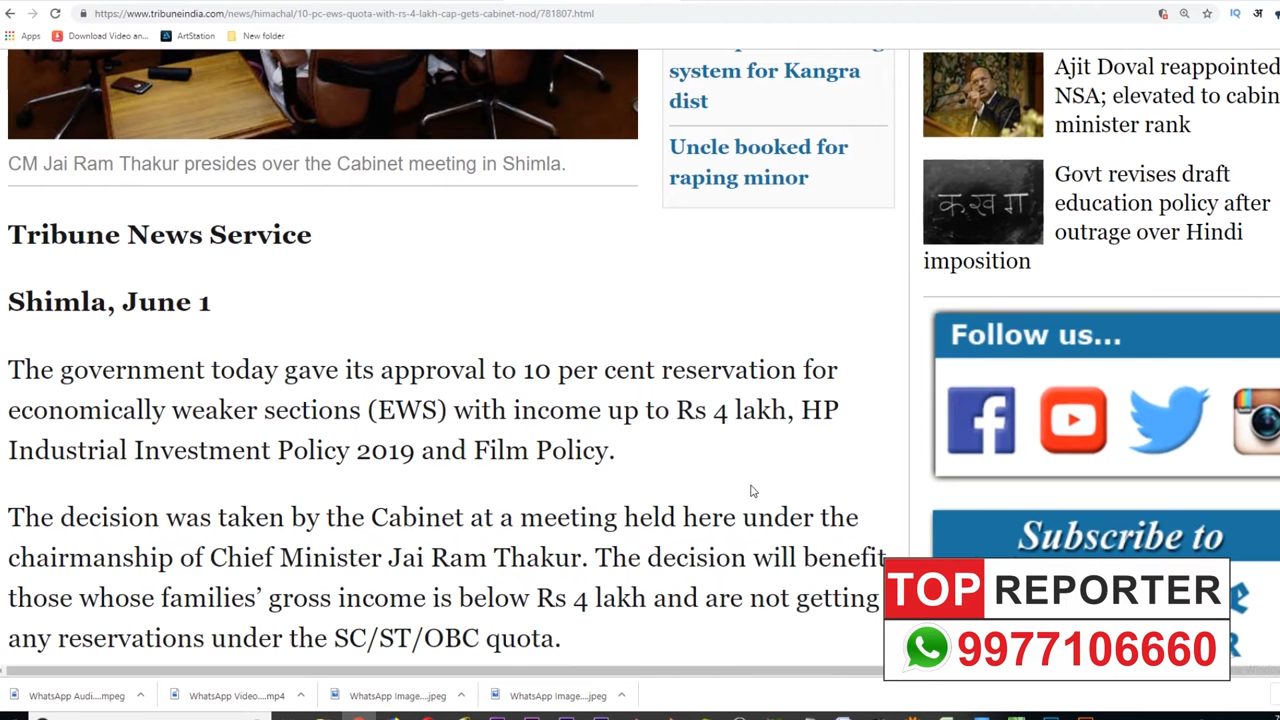 https://www.tribuneindia.com/news/himachal/10-pc-ews-quota-with-rs-4-lakh-cap-gets-cabinet-nod/781807.html
IQ
अ
Apps
Download Video an...
ArtStation
New folder
CM Jai Ram Thakur presides over the Cabinet meeting in Shimla.
system for Kangra
dist
Uncle booked for
raping minor
Ajit Doval reappointed
NSA; elevated to cabin
minister rank
क ख ग
Govt revises draft
education policy after
outrage over Hindi
imposition
Tribune News Service
Shimla, June 1
The government today gave its approval to 10 per cent reservation for
economically weaker sections (EWS) with income up to Rs 4 lakh, HP
Industrial Investment Policy 2019 and Film Policy.
The decision was taken by the Cabinet at a meeting held here under the
chairmanship of Chief Minister Jai Ram Thakur. The decision will benefit
those whose families’ gross income is below Rs 4 lakh and are not getting
any reservations under the SC/ST/OBC quota.
Follow us...
Subscribe to
TOP REPORTER
9977106660
WhatsApp Audi....mpeg
WhatsApp Video....mp4
WhatsApp Image....jpeg
WhatsApp Image....jpeg